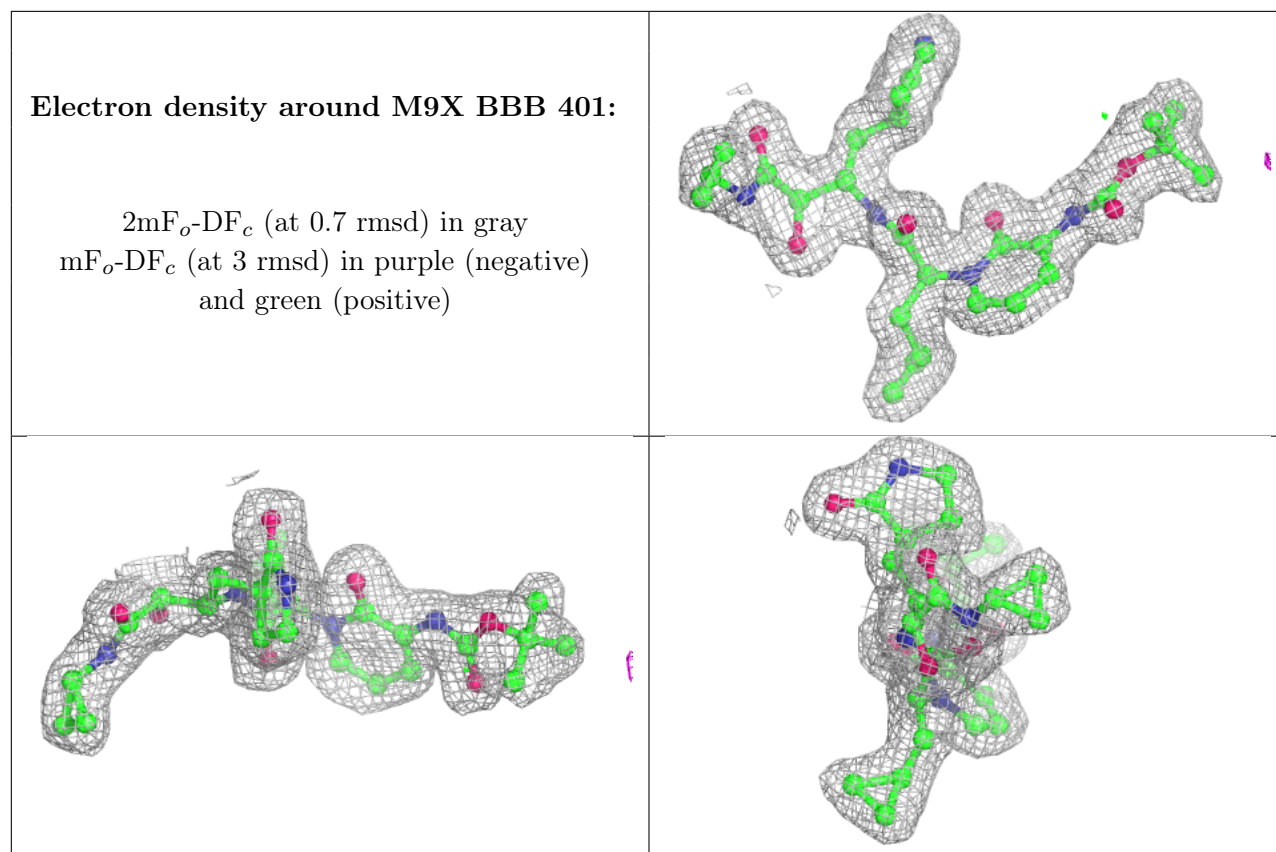 Electron density around M9X BBB 401:
2mFₒ-DF𝒸 (at 0.7 rmsd) in gray
mFₒ-DF𝒸 (at 3 rmsd) in purple (negative)
and green (positive)